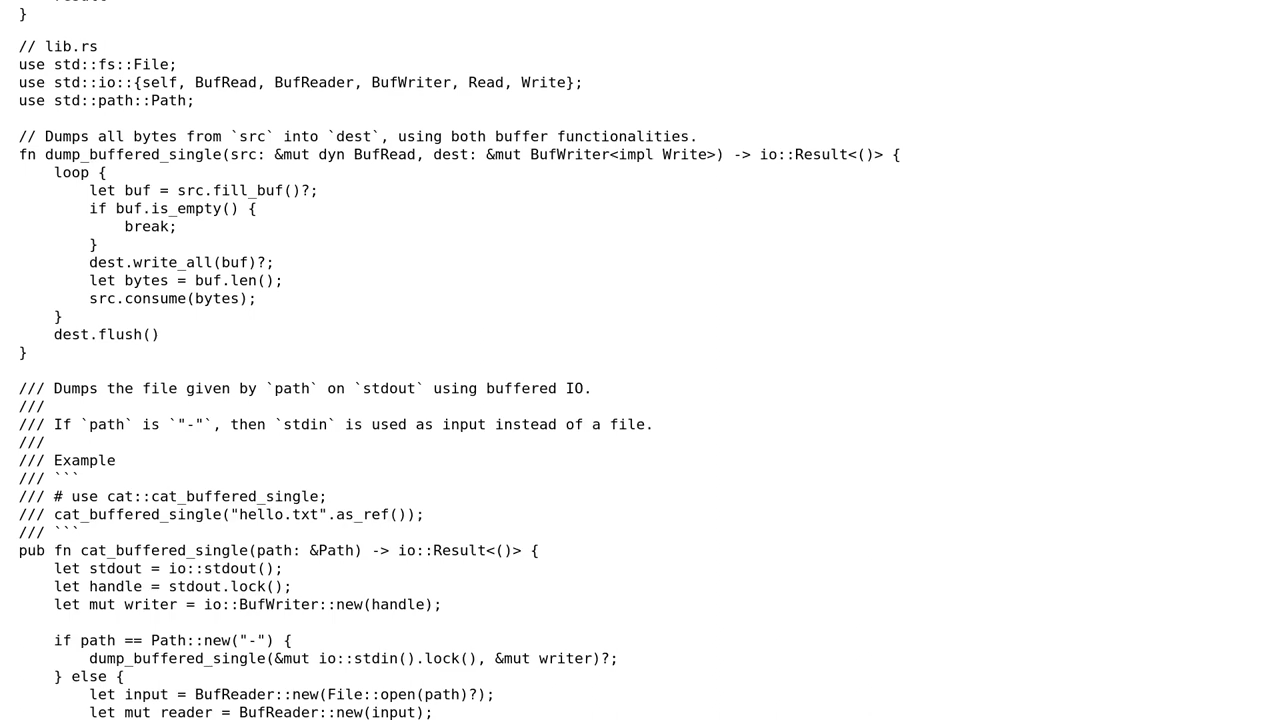 }

// lib.rs
use std::fs::File;
use std::io::{self, BufRead, BufReader, BufWriter, Read, Write};
use std::path::Path;

// Dumps all bytes from `src` into `dest`, using both buffer functionalities.
fn dump_buffered_single(src: &mut dyn BufRead, dest: &mut BufWriter<impl Write>) -> io::Result<()> {
    loop {
        let buf = src.fill_buf()?;
        if buf.is_empty() {
            break;
        }
        dest.write_all(buf)?;
        let bytes = buf.len();
        src.consume(bytes);
    }
    dest.flush()
}

/// Dumps the file given by `path` on `stdout` using buffered IO.
///
/// If `path` is `"-"`, then `stdin` is used as input instead of a file.
///
/// Example
/// ```
/// # use cat::cat_buffered_single;
/// cat_buffered_single("hello.txt".as_ref());
/// ```
pub fn cat_buffered_single(path: &Path) -> io::Result<()> {
    let stdout = io::stdout();
    let handle = stdout.lock();
    let mut writer = io::BufWriter::new(handle);

    if path == Path::new("-") {
        dump_buffered_single(&mut io::stdin().lock(), &mut writer)?;
    } else {
        let input = BufReader::new(File::open(path)?);
        let mut reader = BufReader::new(input);